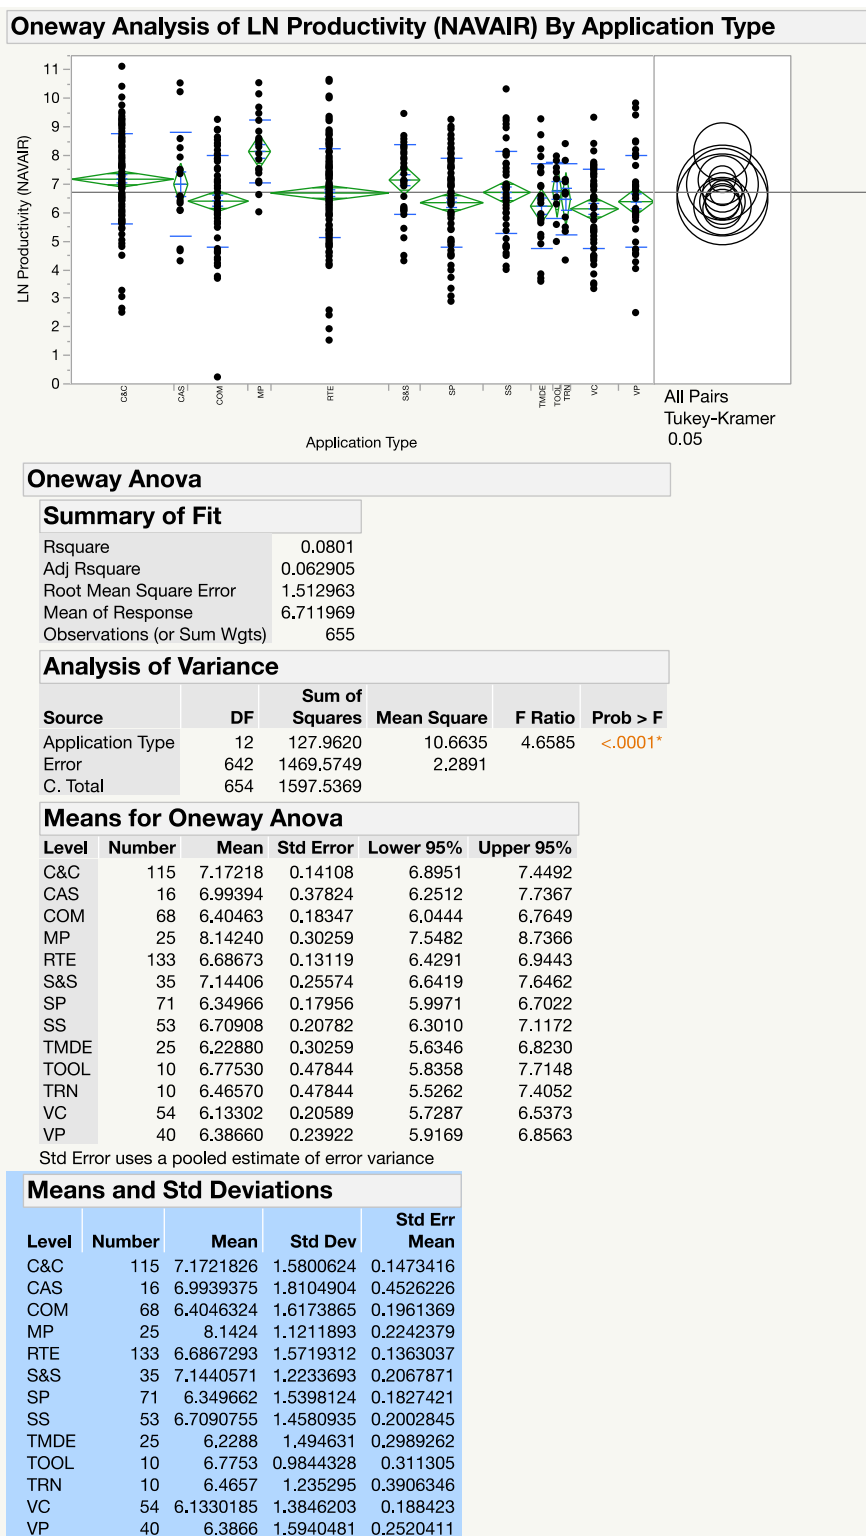 Oneway Analysis of LN Productivity (NAVAIR) By Application Type
LN Productivity (NAVAIR)
11
10
9
8
7
6
5
4
3
2
1
0
C&C CAS COM MP RTE S&S SP SS TMDE TOOL TRN VC VP
Application Type
All Pairs
Tukey-Kramer
0.05
Oneway Anova
Summary of Fit
Rsquare 0.0801
Adj Rsquare 0.062905
Root Mean Square Error 1.512963
Mean of Response 6.711969
Observations (or Sum Wgts) 655
Analysis of Variance
Source DF Sum of Squares Mean Square F Ratio Prob > F
Application Type 12 127.9620 10.6635 4.6585 <.0001*
Error 642 1469.5749 2.2891
C. Total 654 1597.5369
Means for Oneway Anova
Level Number Mean Std Error Lower 95% Upper 95%
C&C 115 7.17218 0.14108 6.8951 7.4492
CAS 16 6.99394 0.37824 6.2512 7.7367
COM 68 6.40463 0.18347 6.0444 6.7649
MP 25 8.14240 0.30259 7.5482 8.7366
RTE 133 6.68673 0.13119 6.4291 6.9443
S&S 35 7.14406 0.25574 6.6419 7.6462
SP 71 6.34966 0.17956 5.9971 6.7022
SS 53 6.70908 0.20782 6.3010 7.1172
TMDE 25 6.22880 0.30259 5.6346 6.8230
TOOL 10 6.77530 0.47844 5.8358 7.7148
TRN 10 6.46570 0.47844 5.5262 7.4052
VC 54 6.13302 0.20589 5.7287 6.5373
VP 40 6.38660 0.23922 5.9169 6.8563
Std Error uses a pooled estimate of error variance
Means and Std Deviations
Level Number Mean Std Dev Std Err Mean
C&C 115 7.1721826 1.5800624 0.1473416
CAS 16 6.9939375 1.8104904 0.4526226
COM 68 6.4046324 1.6173865 0.1961369
MP 25 8.1424 1.1211893 0.2242379
RTE 133 6.6867293 1.5719312 0.1363037
S&S 35 7.1440571 1.2233693 0.2067871
SP 71 6.349662 1.5398124 0.1827421
SS 53 6.7090755 1.4580935 0.2002845
TMDE 25 6.2288 1.494631 0.2989262
TOOL 10 6.7753 0.9844328 0.311305
TRN 10 6.4657 1.235295 0.3906346
VC 54 6.1330185 1.3846203 0.188423
VP 40 6.3866 1.5940481 0.2520411